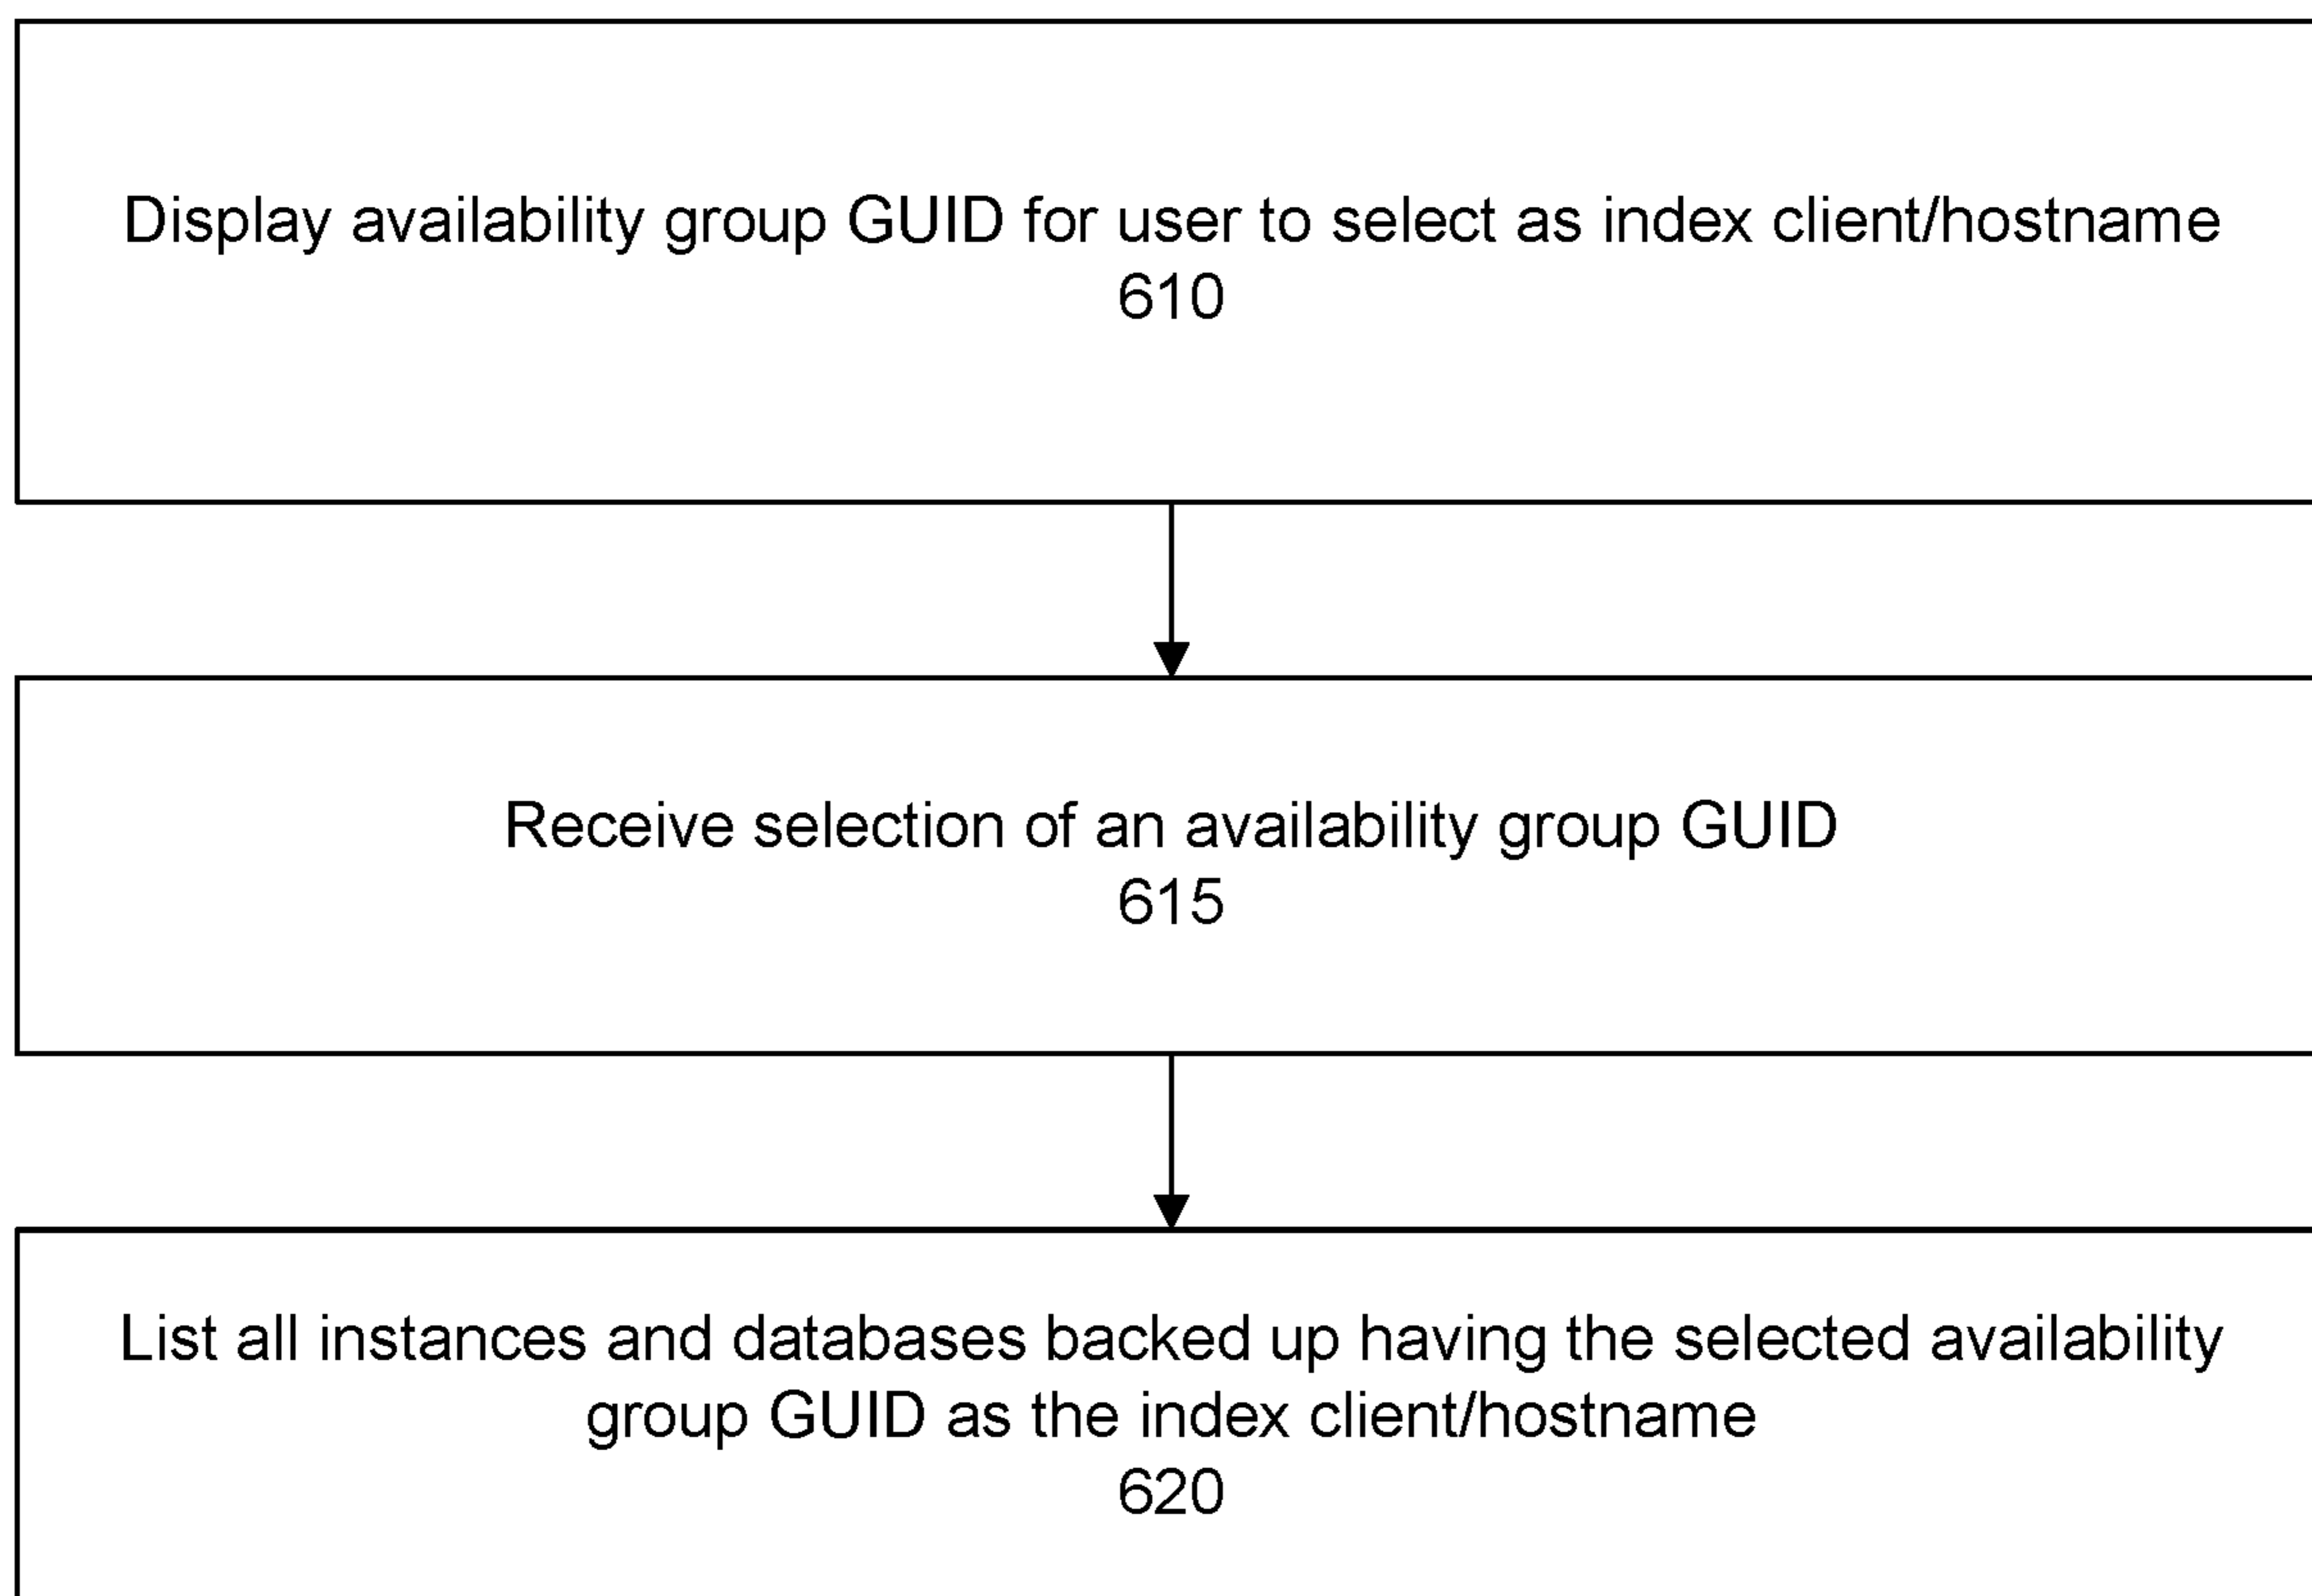 Display availability group GUID for user to select as index client/hostname
610
Receive selection of an availability group GUID
615
List all instances and databases backed up having the selected availability
group GUID as the index client/hostname
620